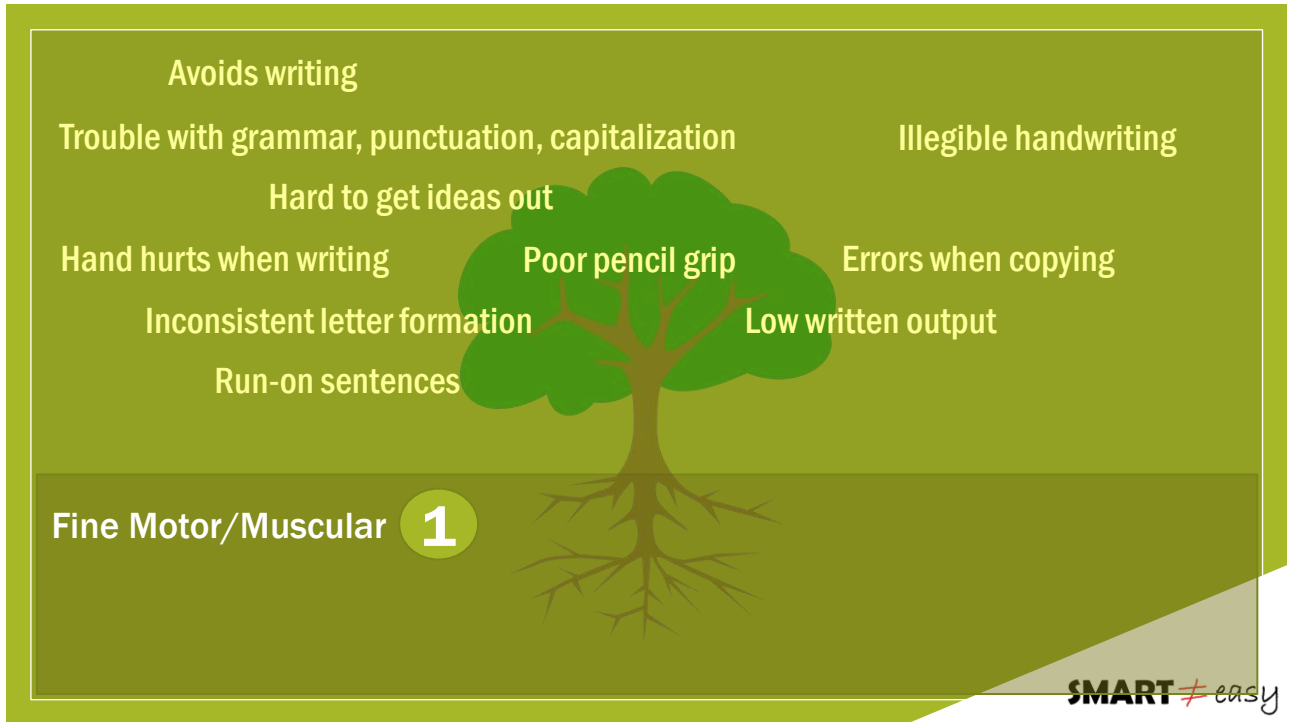 Avoids writing
Trouble with grammar, punctuation, capitalization
Illegible handwriting
Hard to get ideas out
Hand hurts when writing
Poor pencil grip
Errors when copying
Inconsistent letter formation
Low written output
Run-on sentences
Fine Motor/Muscular 1
SMART ≠ easy